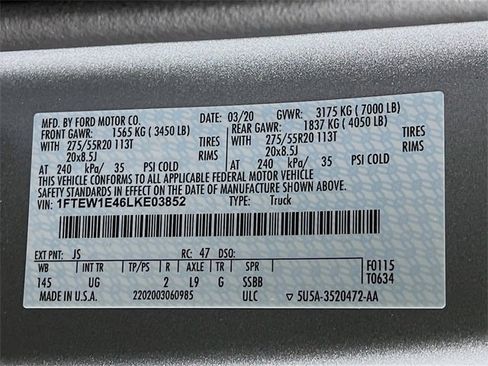 MFD. BY FORD MOTOR CO. 03/20 GVWR: 3175 KG ( 7000 LB)
FRONT GAWR: 1565 KG ( 3450 LB) REAR GAWR: 1837 KG ( 4050 LB)
WITH 275/55R20 113T TIRES WITH 275/55R20 113T TIRES
20x8.5J RIMS 20x8.5J RIMS
AT 240 kPa/ 35 PSI COLD AT 240 kPa/ 35 PSI COLD
THIS VEHICLE CONFORMS TO ALL APPLICABLE FEDERAL MOTOR VEHICLE
SAFETY STANDARDS IN EFFECT ON THE DATE OF MANUFACTURE SHOWN ABOVE.
VIN: 1FTEW1E46LKE03852 TYPE: Truck
EXT PNT: JS RC: 47 DSO:
WB INT TR TP/PS R AXLE TR SPR F0115
145 UG 2 L9 G SSBB T0634
MADE IN U.S.A. 2202003060985 ULC 5U5A-3520472-AA